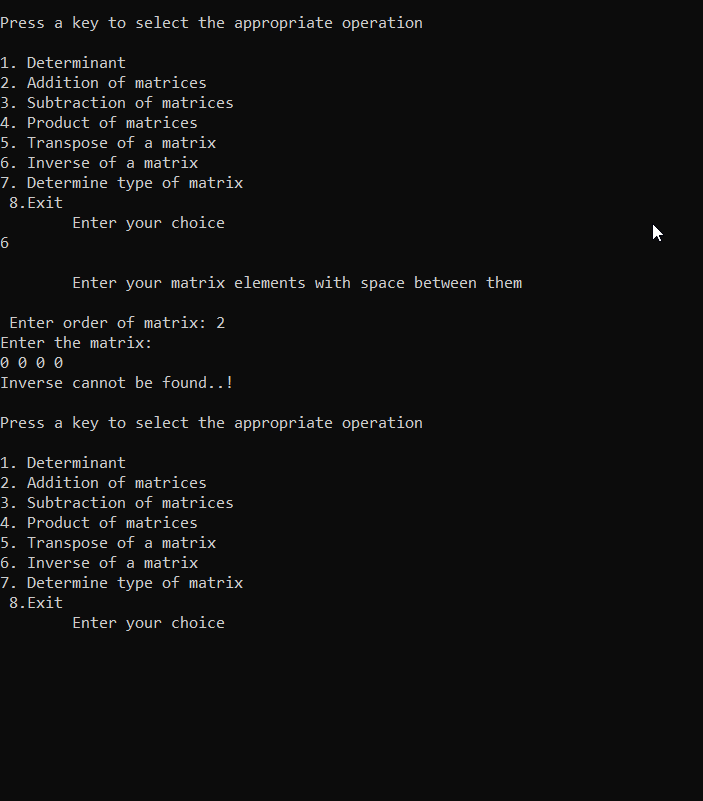 Press a key to select the appropriate operation
1. Determinant
2. Addition of matrices
3. Subtraction of matrices
4. Product of matrices
5. Transpose of a matrix
6. Inverse of a matrix
7. Determine type of matrix
8.Exit
Enter your choice
6
Enter your matrix elements with space between them
Enter order of matrix: 2
Enter the matrix:
0 0 0 0
Inverse cannot be found..!
Press a key to select the appropriate operation
1. Determinant
2. Addition of matrices
3. Subtraction of matrices
4. Product of matrices
5. Transpose of a matrix
6. Inverse of a matrix
7. Determine type of matrix
8.Exit
Enter your choice